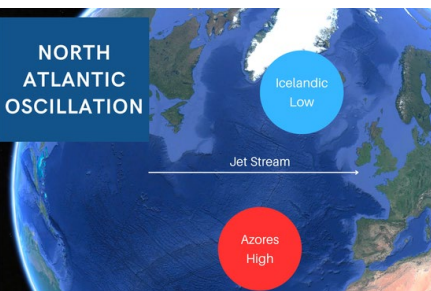 NORTH
ATLANTIC
OSCILLATION
Icelandic
Low
Jet Stream
Azores
High